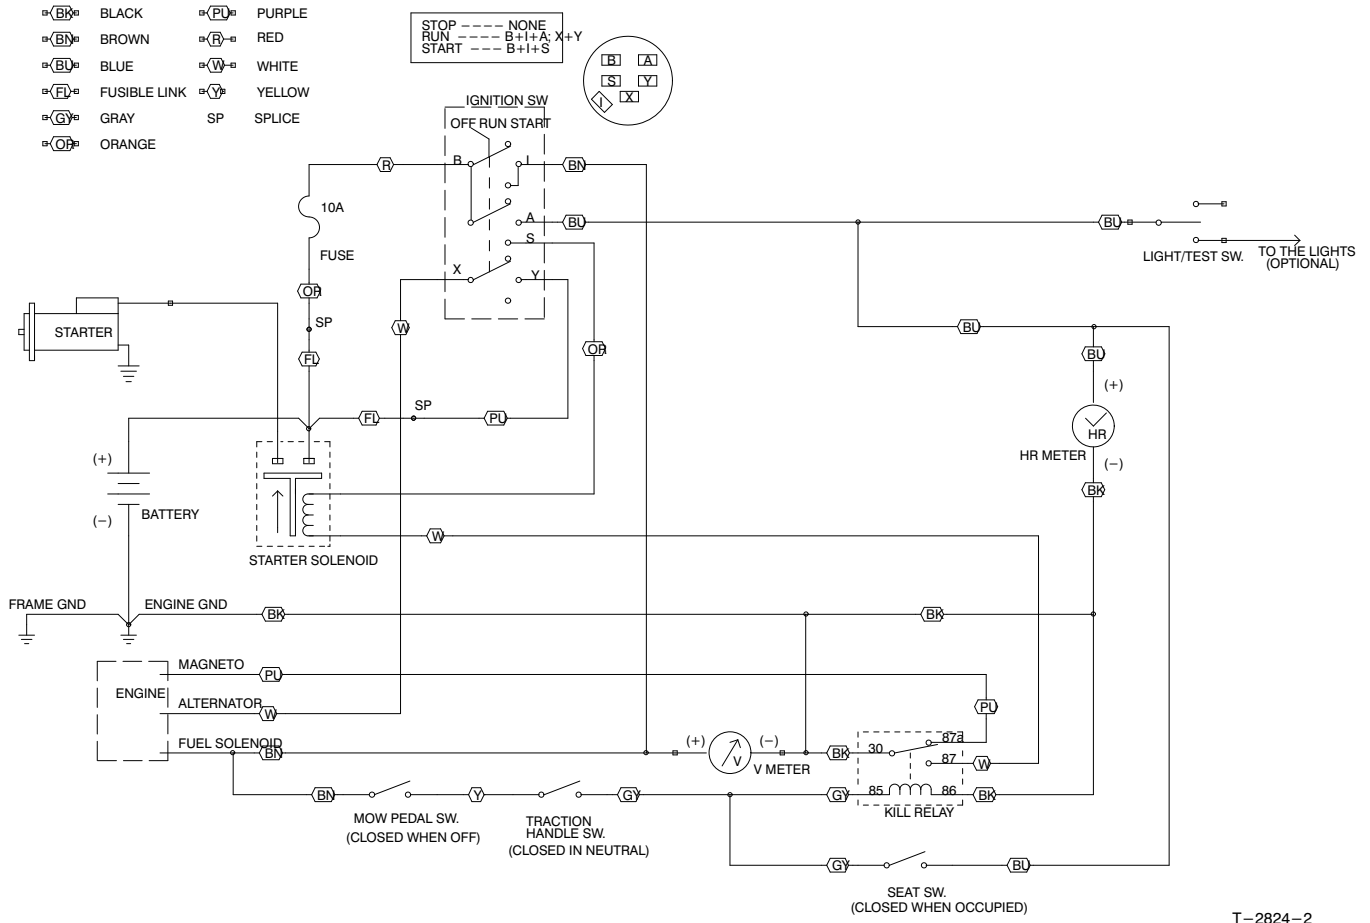 BK BLACK PU PURPLE
BN BROWN R RED
BU BLUE W WHITE
FL FUSIBLE LINK Y YELLOW
GY GRAY SP SPLICE
OR ORANGE
STOP −−−− NONE
RUN −−−− B+I+A; X+Y
START −−− B+I+S
B A
S Y
I X
IGNITION SW
OFF RUN START
R B I BN
10A
A BU BU
S
FUSE
LIGHT/TEST SW.
TO THE LIGHTS
(OPTIONAL)
X Y
OR
SP
W
BU
STARTER
OR
FL
BU
(+)
SP
FL PU
HR
HR METER
(−)
(+)
BK
BATTERY
(−)
W
STARTER SOLENOID
FRAME GND ENGINE GND BK BK
MAGNETO PU
ENGINE
ALTERNATOR W
PU
FUEL SOLENOID BN
(+) V (−)
V METER
BK 30 87a
87 W
BN Y GY GY 85 86 BK
KILL RELAY
MOW PEDAL SW.
(CLOSED WHEN OFF)
TRACTION
HANDLE SW.
(CLOSED IN NEUTRAL)
GY BU
SEAT SW.
(CLOSED WHEN OCCUPIED)
T−2824−2